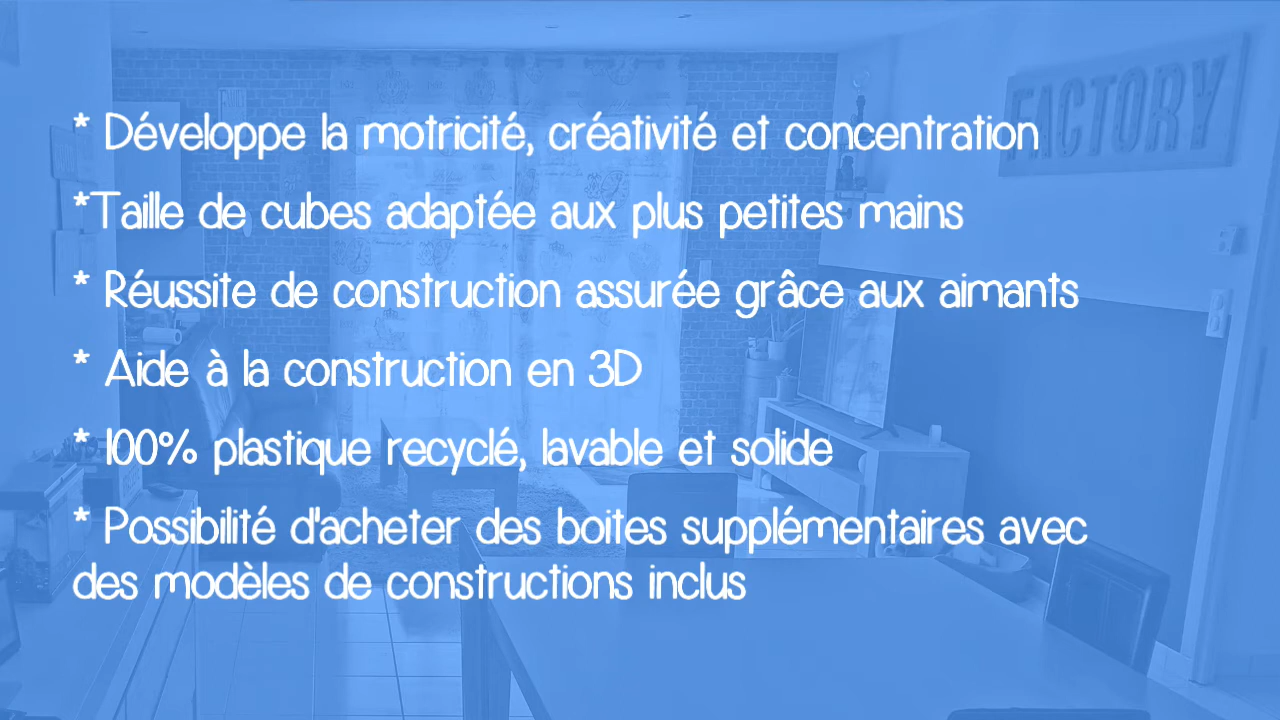 FACTORY
* Développe la motricité, créativité et concentration
*Taille de cubes adaptée aux plus petites mains
* Réussite de construction assurée grâce aux aimants
* Aide à la construction en 3D
* 100% plastique recyclé, lavable et solide
* Possibilité d'acheter des boites supplémentaires avec
des modèles de constructions inclus